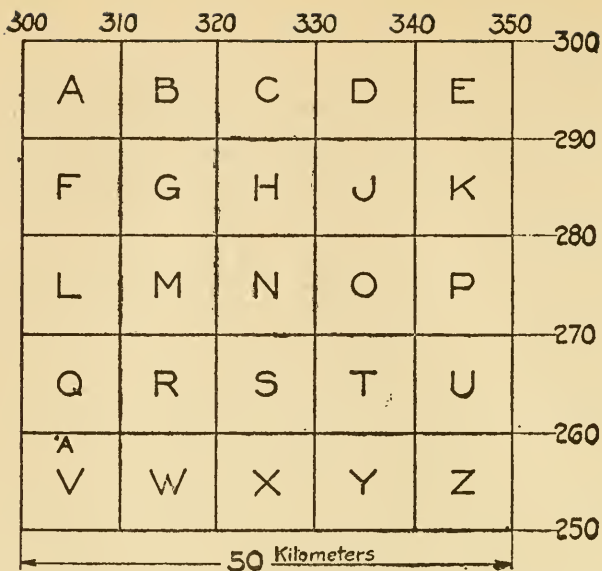 300 310 320 330 340 350
300
A B C D E
290
F G H J K
280
L M N O P
270
Q R S T U
260
'A
V W X Y Z
250
50 Kilometers